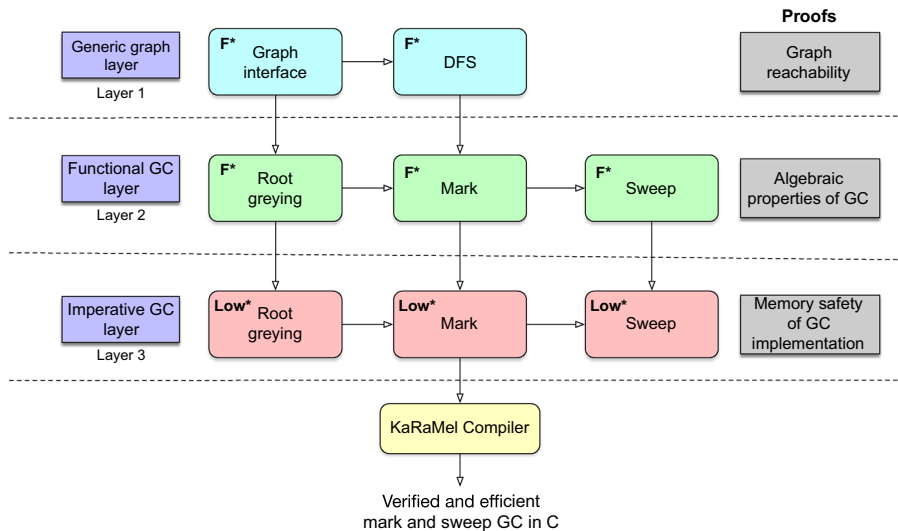 Proofs
Generic graph
layer
Layer 1
F*
Graph
interface
F*
DFS
Graph
reachability
Functional GC
layer
Layer 2
F*
Root
greying
F*
Mark
F*
Sweep
Algebraic
properties of GC
Imperative GC
layer
Layer 3
Low*
Root
greying
Low*
Mark
Low*
Sweep
Memory safety
of GC
implementation
KaRaMel Compiler
Verified and efficient
mark and sweep GC in C